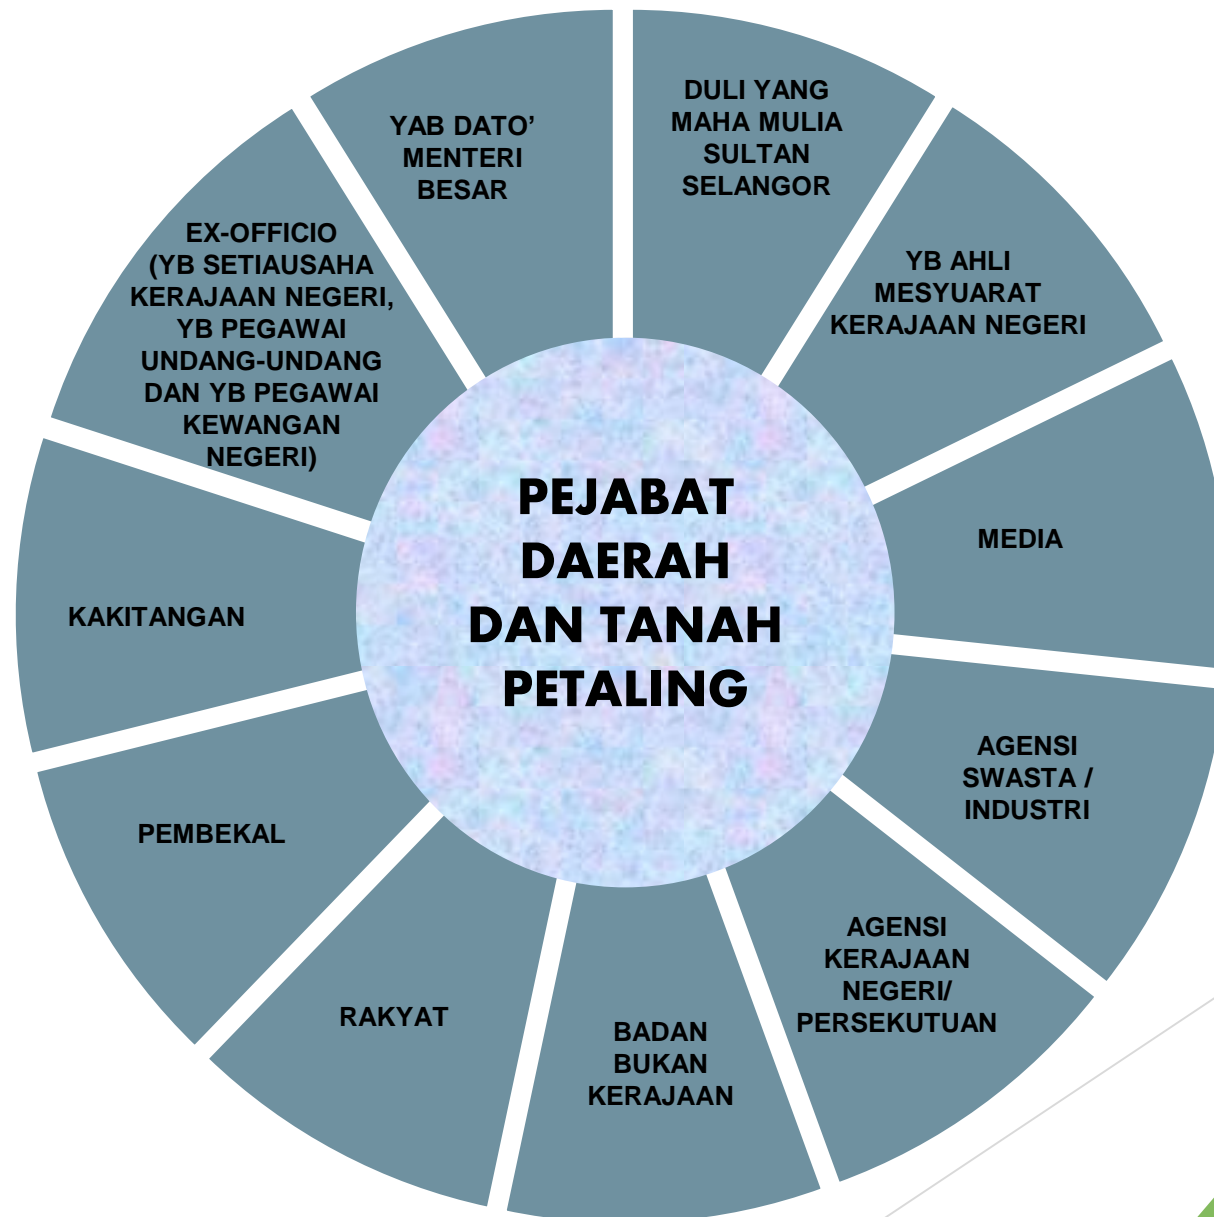 DULI YANG
MAHA MULIA
SULTAN
SELANGOR
YB AHLI
MESYUARAT
KERAJAAN NEGERI
MEDIA
AGENSI
SWASTA /
INDUSTRI
AGENSI
KERAJAAN
NEGERI/
PERSEKUTUAN
BADAN
BUKAN
KERAJAAN
RAKYAT
PEMBEKAL
KAKITANGAN
EX-OFFICIO
(YB SETIAUSAHA
KERAJAAN NEGERI,
YB PEGAWAI
UNDANG-UNDANG
DAN YB PEGAWAI
KEWANGAN
NEGERI)
YAB DATO’
MENTERI
BESAR
PEJABAT
DAERAH
DAN TANAH
PETALING